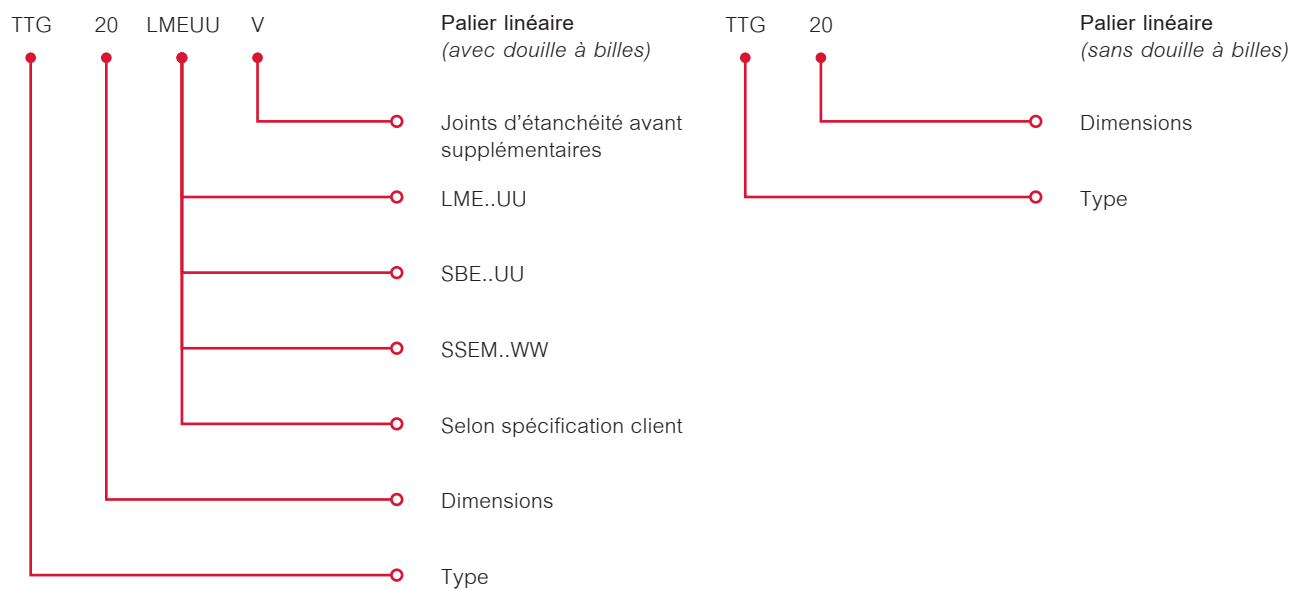 TTG 20 LMEUU V
Palier linéaire
(avec douille à billes)
Joints d'étanchéité avant
supplémentaires
LME..UU
SBE..UU
SSEM..WW
Selon spécification client
Dimensions
Type
TTG 20
Palier linéaire
(sans douille à billes)
Dimensions
Type